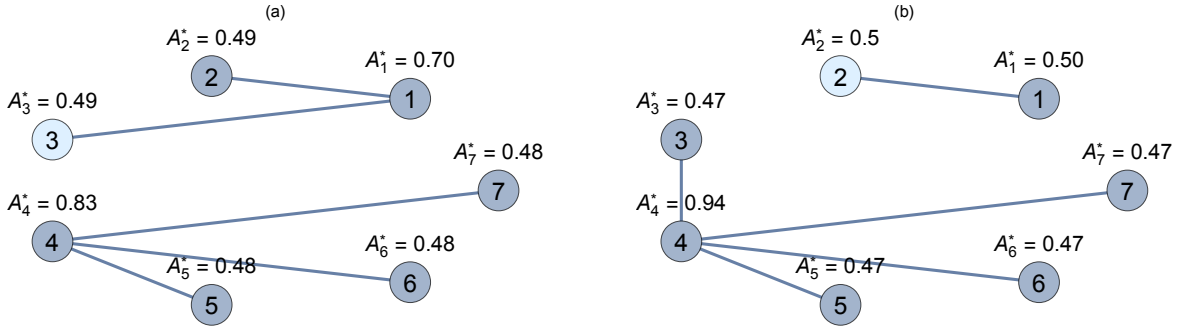 (a)
A*2 = 0.49
A*1 = 0.70
2
1
A*3 = 0.49
3
A*7 = 0.48
7
A*4 = 0.83
4
A*6 = 0.48
A*5 = 0.48
6
5
(b)
A*2 = 0.5
A*1 = 0.50
2
1
A*3 = 0.47
3
A*7 = 0.47
7
A*4 = 0.94
4
A*6 = 0.47
A*5 = 0.47
6
5